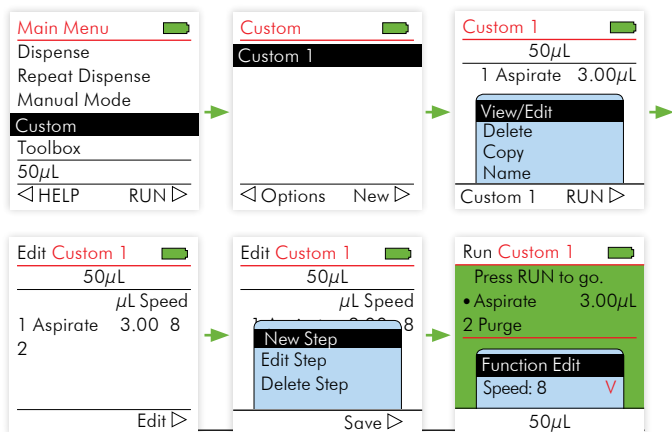 Main Menu
Dispense
Repeat Dispense
Manual Mode
Custom
Toolbox
50μL
◁ HELP RUN ▷
Custom
Custom 1
◁ Options New ▷
Custom 1
50μL
1 Aspirate 3.00μL
View/Edit
Delete
Copy
Name
Custom 1 RUN ▷
Edit Custom 1
50μL
μL Speed
1 Aspirate 3.00 8
2
Edit ▷
Edit Custom 1
50μL
μL Speed
1 Aspirate 3.00 8
New Step
Edit Step
Delete Step
Save ▷
Run Custom 1
Press RUN to go.
• Aspirate 3.00μL
2 Purge
Function Edit
Speed: 8 V
50μL